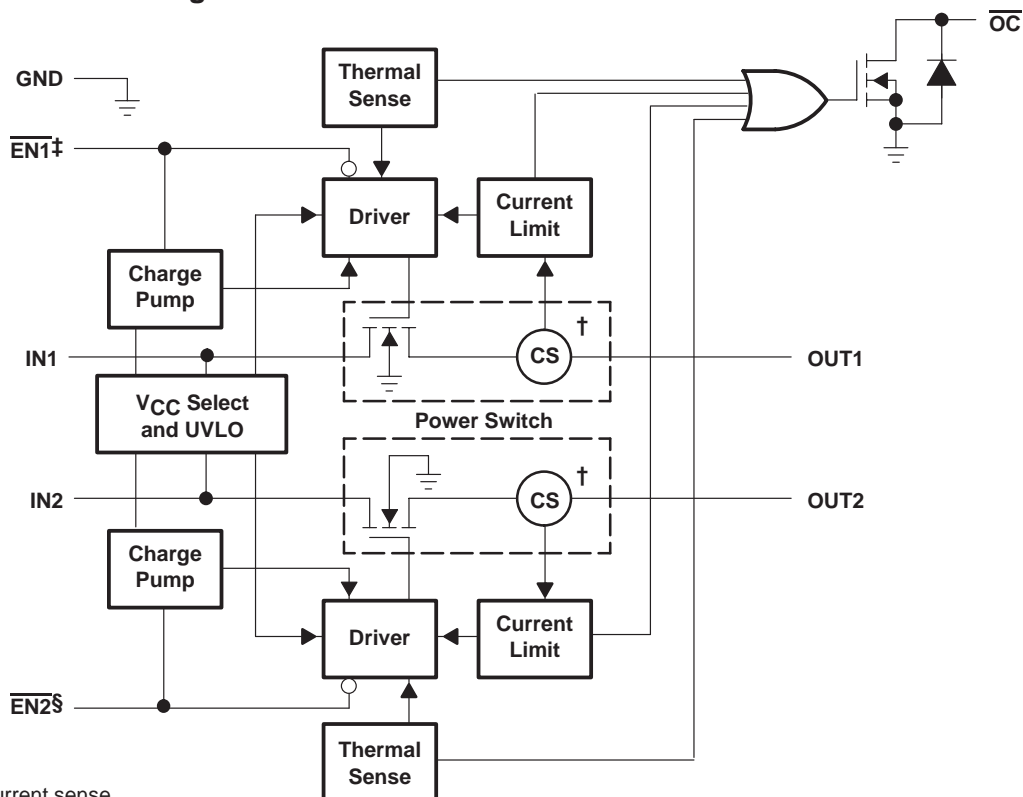 OC
Thermal
Sense
GND
EN1‡
Driver
Current
Limit
Charge
Pump
†
IN1
CS
OUT1
VCC Select
and UVLO
Power Switch
†
IN2
CS
OUT2
Charge
Pump
Driver
Current
Limit
EN2§
Thermal
Sense
sense